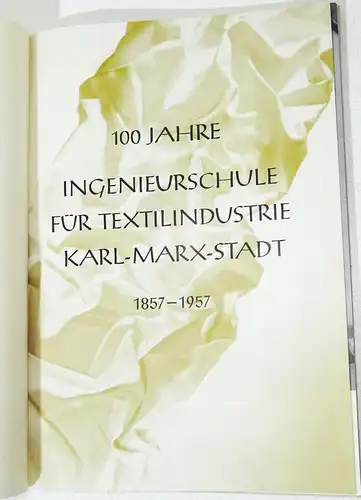 100 JAHRE
INGENIEURSCHULE
FÜR TEXTILINDUSTRIE
KARL-MARX-STADT
1857–1957